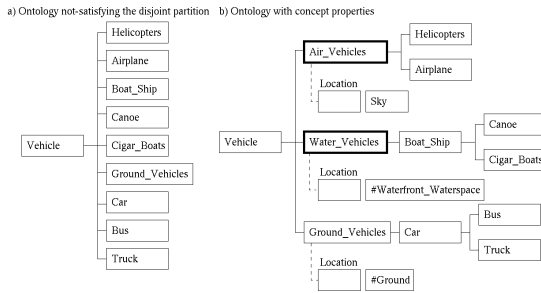 a) Ontology not-satisfying the disjoint partition
Helicopters
Airplane
Boat_Ship
Canoe
Vehicle
Cigar_Boats
Ground_Vehicles
Car
Bus
Truck
b) Ontology with concept properties
Helicopters
Air_Vehicles
Airplane
Location
Sky
Canoe
Vehicle
Water_Vehicles
Boat_Ship
Cigar_Boats
Location
#Waterfront_Waterspace
Bus
Ground_Vehicles
Car
Truck
Location
#Ground